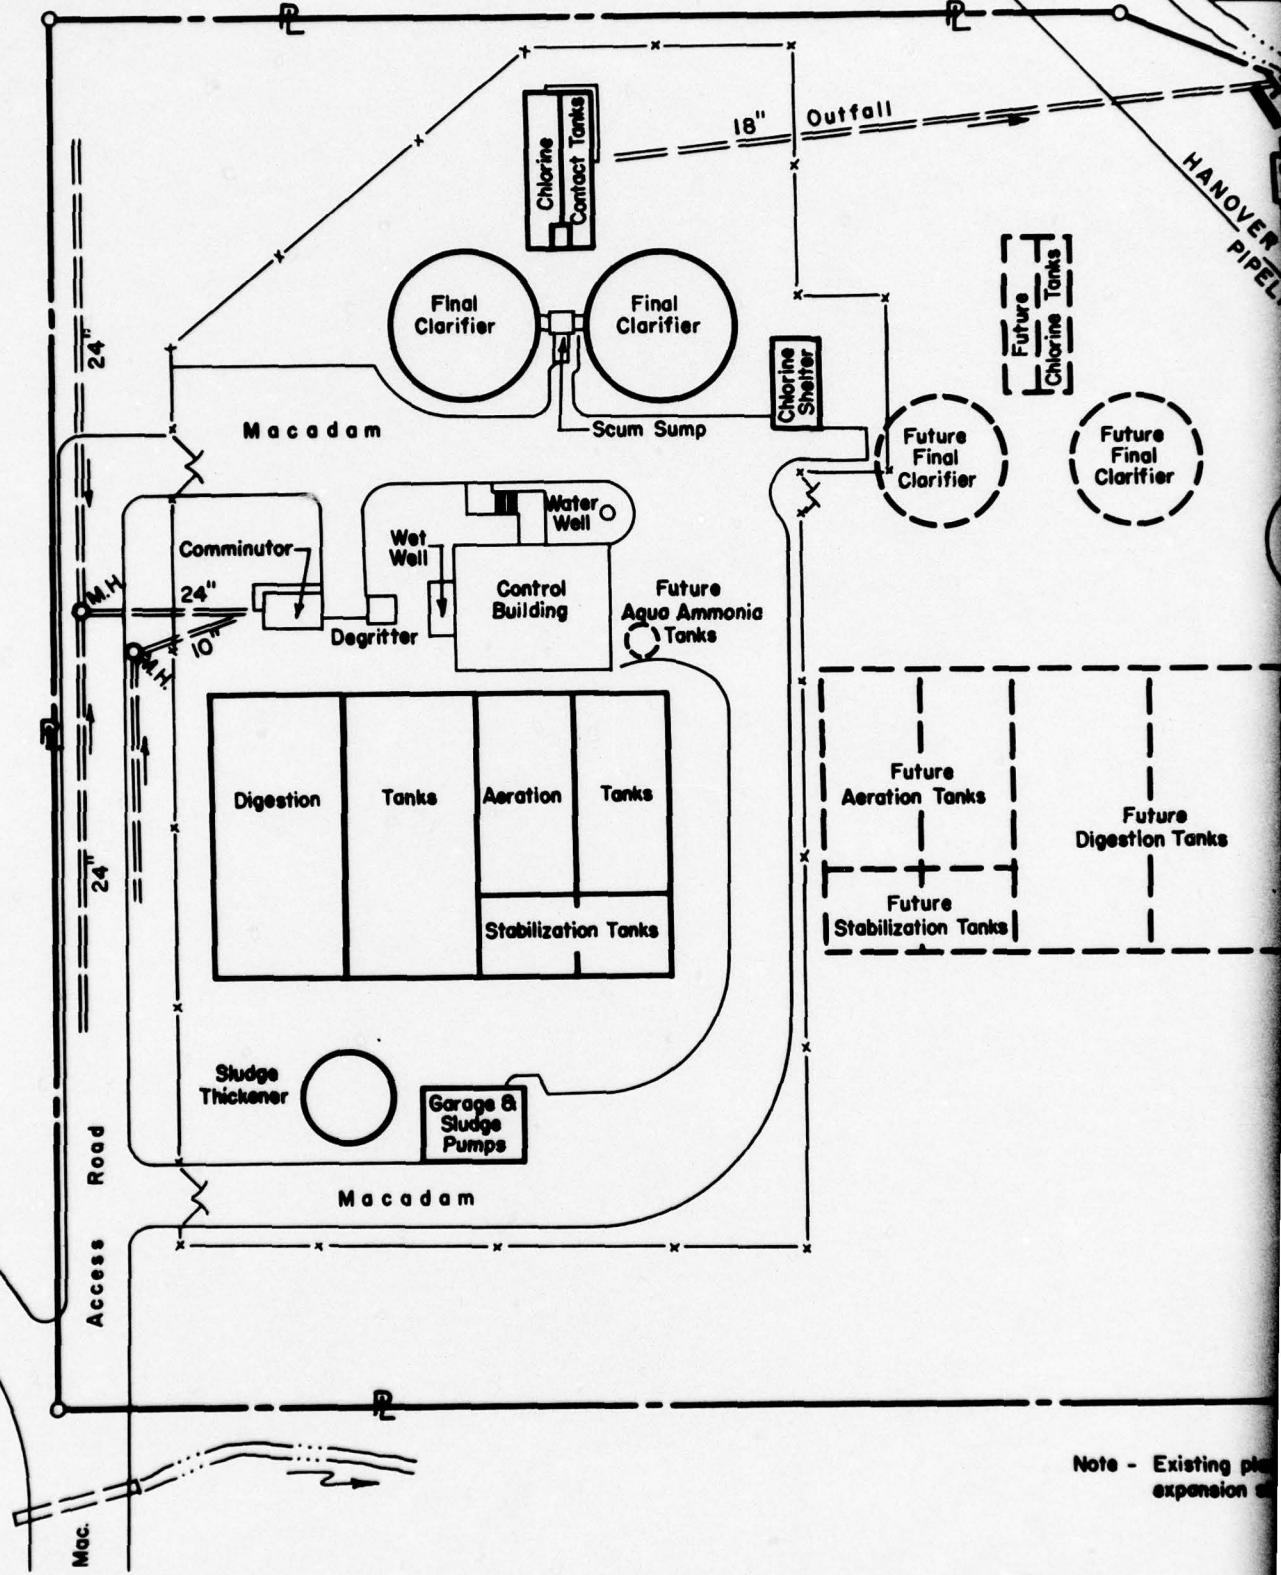 PL
PL
18" Outfall
Chlorine
Contact Tanks
HANOVER
Future
Chlorine Tanks
Final
Clarifier
Final
Clarifier
24"
Chlorine
Shelter
Macadam
Scum Sump
Future
Final
Clarifier
Future
Final
Clarifier
Water
Well
Wet
Well
Comminutor
M.H.
24"
10"
M.H.
Degritter
Control
Building
Future
Aqua Ammonia
Tanks
PL
Digestion Tanks
Aeration Tanks
Future
Aeration Tanks
Future
Digestion Tanks
24"
Stabilization Tanks
Future
Stabilization Tanks
Sludge
Thickener
Garage &
Sludge
Pumps
Macadam
Access Road
PL
Note - Existing
expansion
Mac.